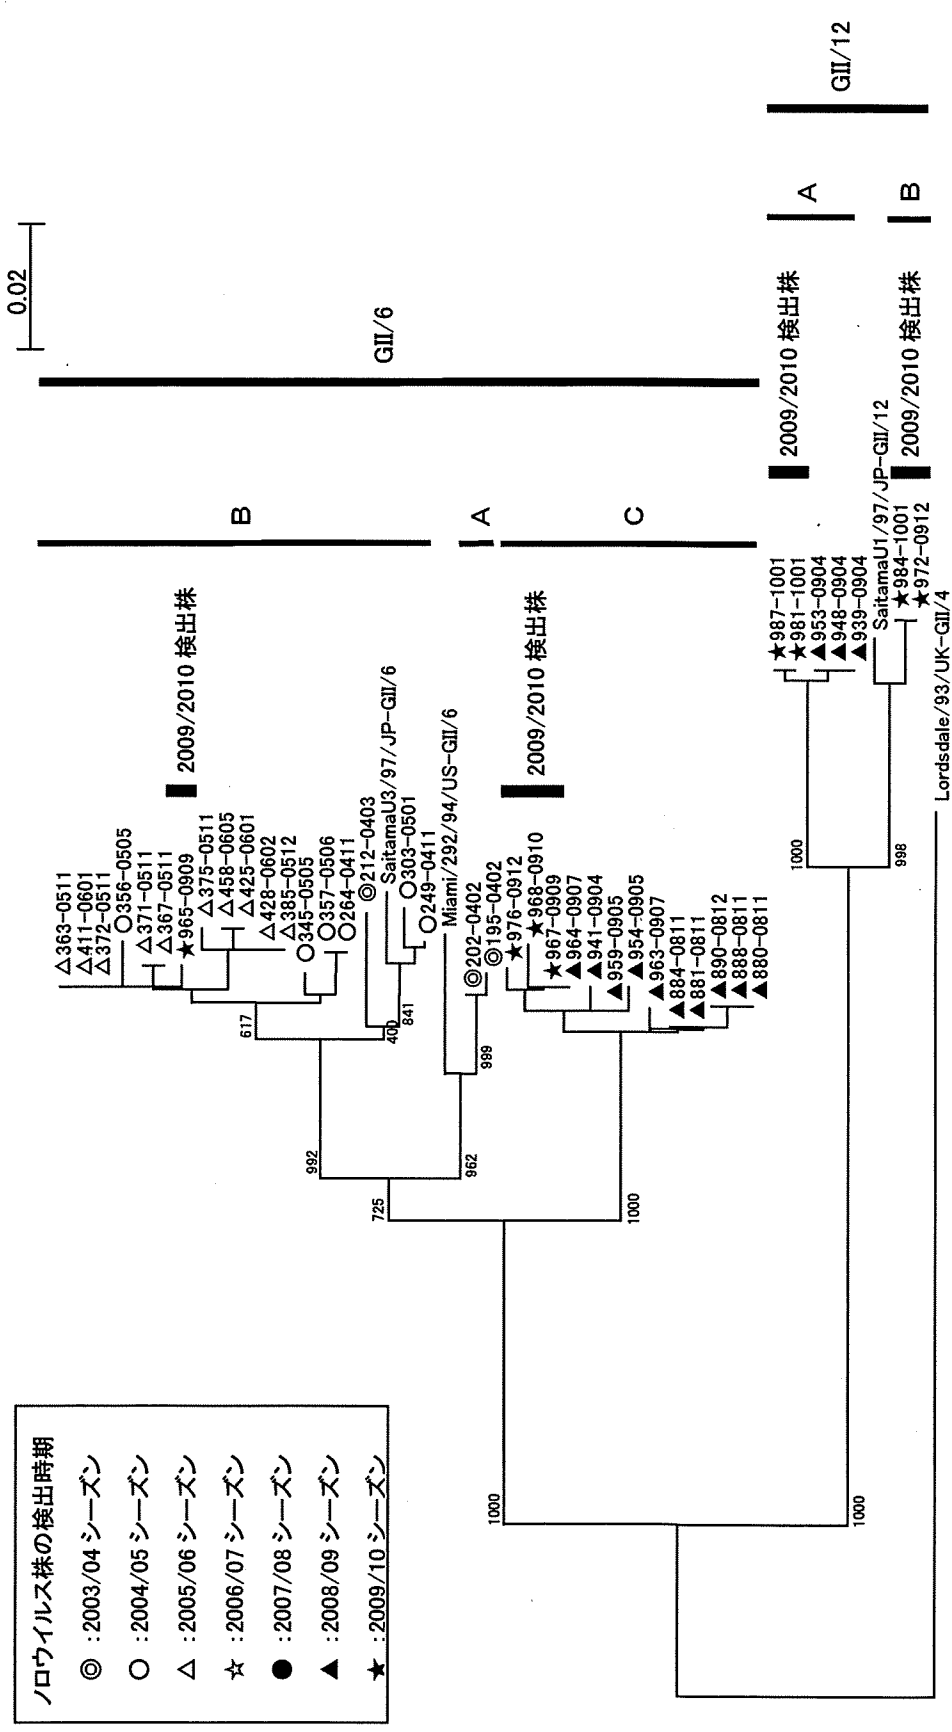 ノロウイルス株の検出時期
◎ : 2003/04 シーズン
○ : 2004/05 シーズン
△ : 2005/06 シーズン
☆ : 2006/07 シーズン
● : 2007/08 シーズン
▲ : 2008/09 シーズン
★ : 2009/10 シーズン
0.02
△363-0511
△411-0601
△372-0511
○356-0505
△371-0511
△367-0511
★965-0909
△375-0511
△458-0605
△425-0601
△428-0602
△385-0512
○345-0505
○357-0506
○264-0411
◎212-0403
SaitamaU3/97/JP-GII/6
○303-0501
○249-0411
Miami/292/94/US-GII/6
◎202-0402
◎195-0402
★976-0912
★968-0910
★967-0909
▲964-0907
▲941-0904
▲959-0905
▲954-0905
▲963-0907
▲884-0811
▲881-0811
▲890-0812
▲888-0811
▲880-0811
★987-1001
★981-1001
▲953-0904
▲948-0904
▲939-0904
SaitamaU1/97/JP-GII/12
★984-1001
★972-0912
Lordsdale/93/UK-GII/4
617
400
841
992
999
962
725
1000
1000
1000
998
1000
2009/2010 検出株
2009/2010 検出株
2009/2010 検出株
2009/2010 検出株
B
A
C
GII/6
A
B
GII/12